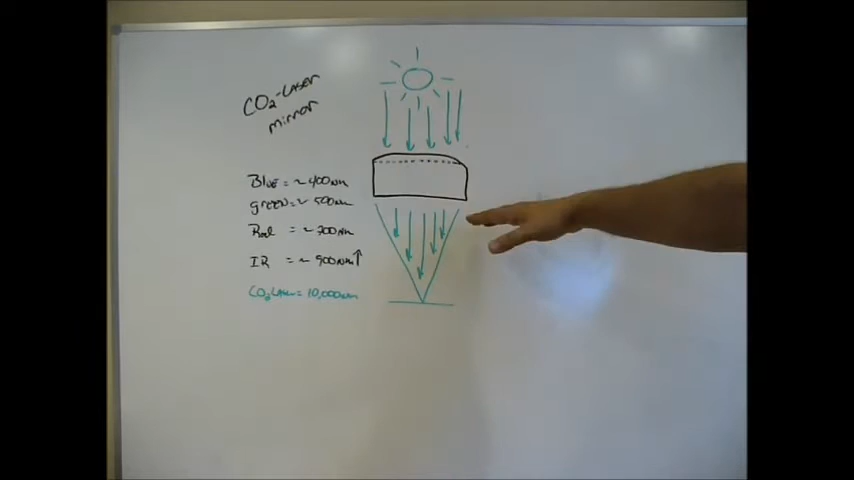 CO2-Laser
mirror
Blue = ~400nm
green = ~500nm
Red = ~700nm
IR = ~900nm↑
CO2 Laser = 10,000nm